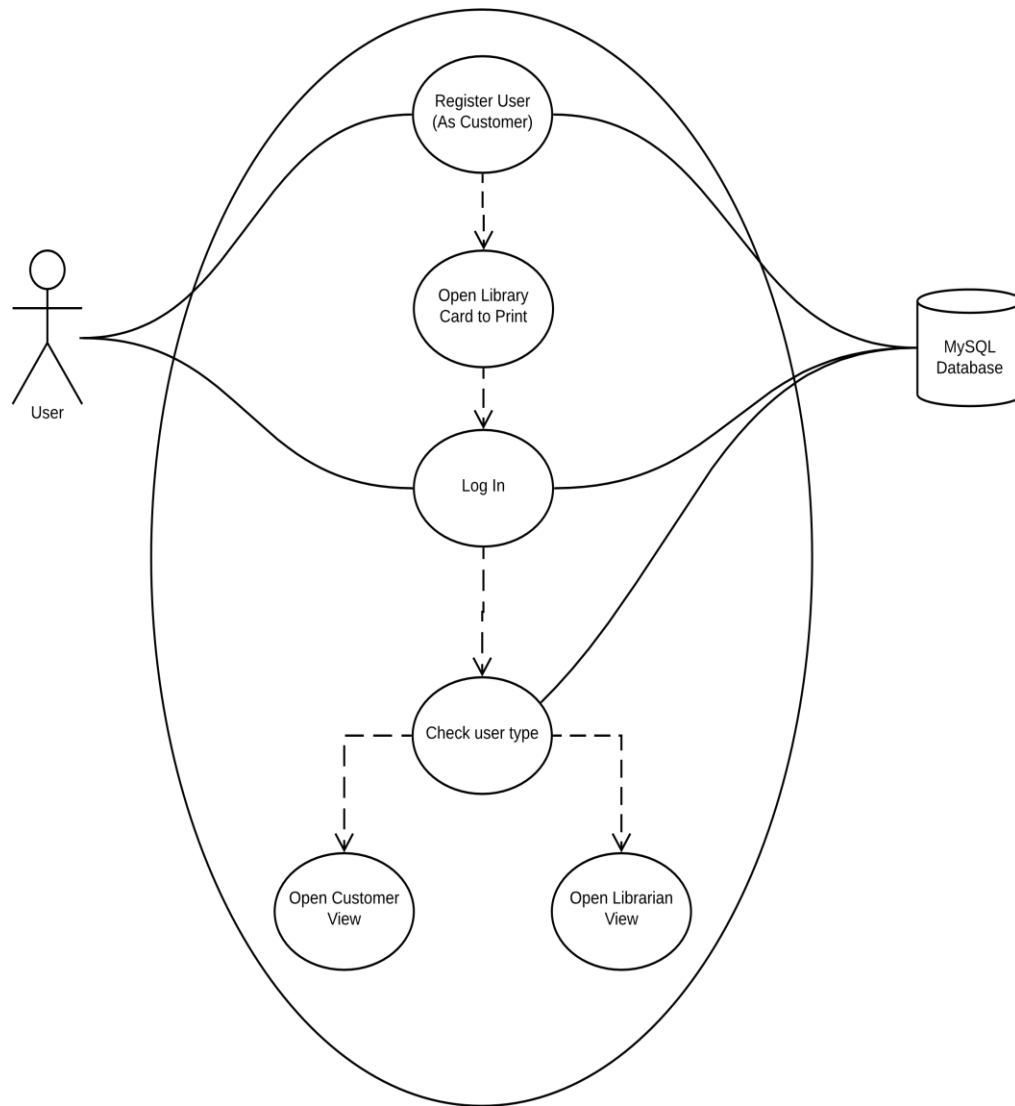 Register User
(As Customer)
Open Library
Card to Print
User
MySQL
Database
Log In
Check user type
Open Customer
View
Open Librarian
View